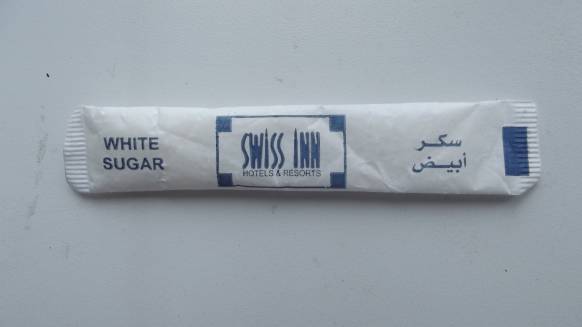 WHITE
SUGAR
SWISS INN
HOTELS & RESORTS
سكر
أبيض